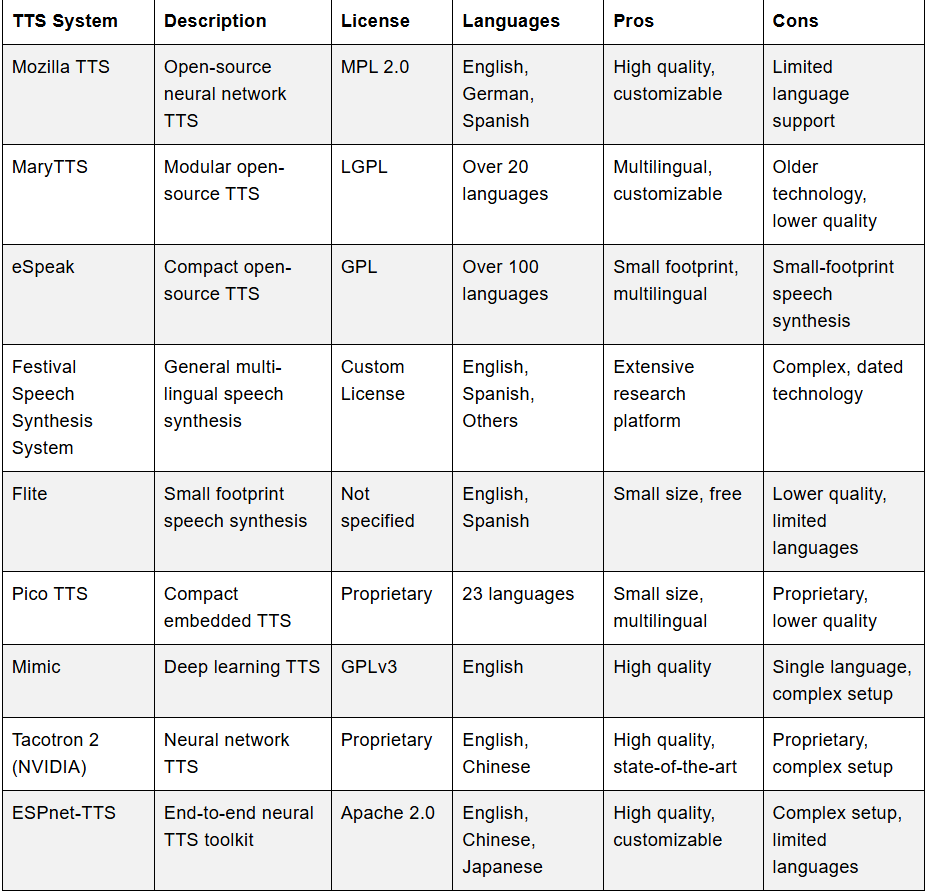 TTS System Description License Languages Pros Cons
Mozilla TTS
Open-source
neural network
TTS
MPL 2.0
English,
German,
Spanish
High quality,
customizable
Limited
language
support
MaryTTS
Modular open-
source TTS
LGPL
Over 20
languages
Multilingual,
customizable
Older
technology,
lower quality
eSpeak
Compact open-
source TTS
GPL
Over 100
languages
Small footprint,
multilingual
Small-footprint
speech
synthesis
Festival
Speech
Synthesis
System
General multi-
lingual speech
synthesis
Custom
License
English,
Spanish,
Others
Extensive
research
platform
Complex, dated
technology
Flite
Small footprint
speech synthesis
Not
specified
English,
Spanish
Small size, free
Lower quality,
limited
languages
Pico TTS
Compact
embedded TTS
Proprietary
23 languages
Small size,
multilingual
Proprietary,
lower quality
Mimic
Deep learning TTS
GPLv3
English
High quality
Single language,
complex setup
Tacotron 2
(NVIDIA)
Neural network
TTS
Proprietary
English,
Chinese
High quality,
state-of-the-art
Proprietary,
complex setup
ESPnet-TTS
End-to-end neural
TTS toolkit
Apache 2.0
English,
Chinese,
Japanese
High quality,
customizable
Complex setup,
limited
languages